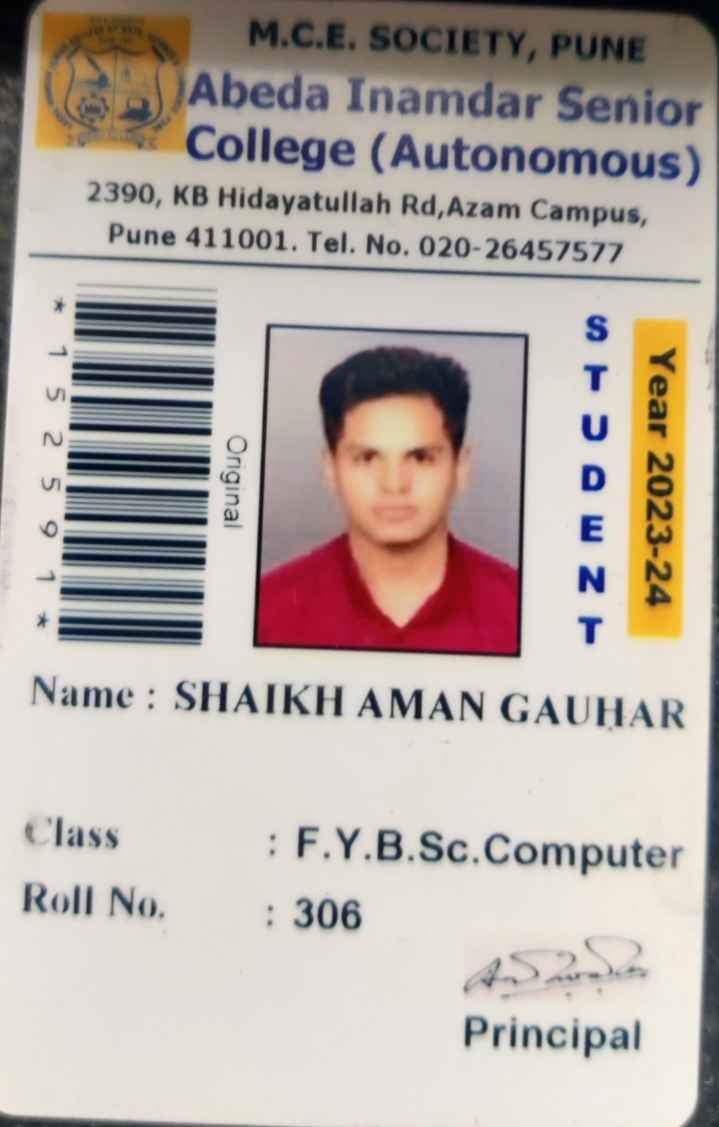 M.C.E. SOCIETY, PUNE
Abeda Inamdar Senior
College (Autonomous)
2390, KB Hidayatullah Rd,Azam Campus,
Pune 411001. Tel. No. 020-26457577
*152591*
Original
STUDENT
Year 2023-24
Name : SHAIKH AMAN GAUHAR
Class : F.Y.B.Sc.Computer
Roll No. : 306
Principal